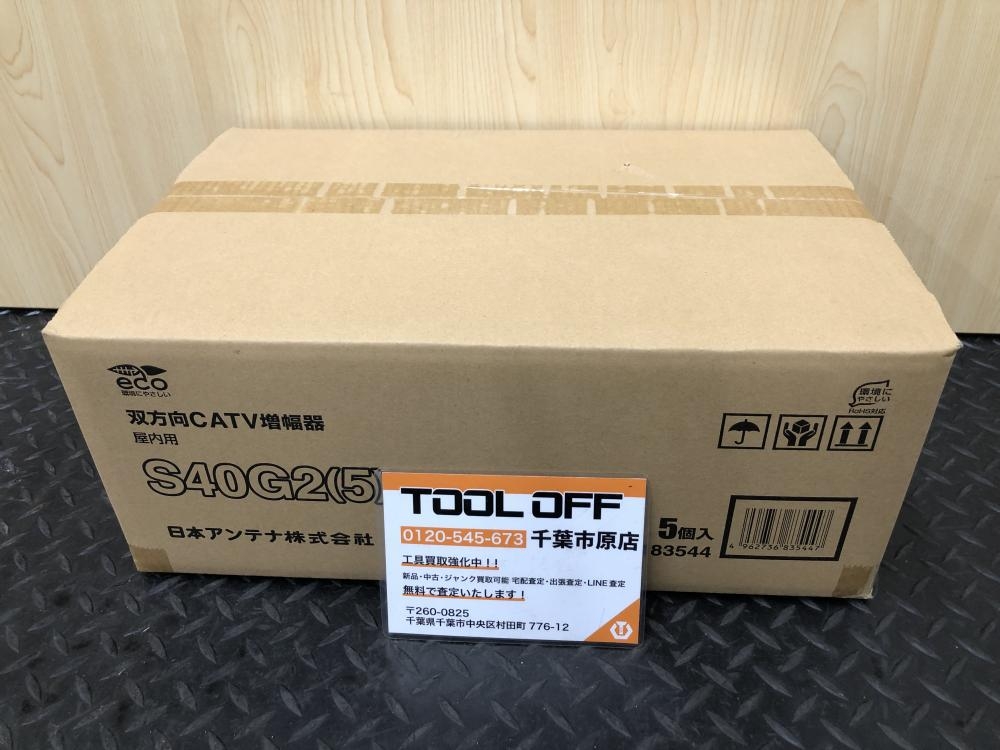 eco
環境にやさしい
双方向CATV増幅器
屋内用
S40G2(5)
日本アンテナ株式会社
環境に
やさしい
RoHS対応
5個入
83544
4 962736 835447
TOOL OFF
0120-545-673 千葉市原店
工具買取強化中!!
新品・中古・ジャンク買取可能 宅配査定・出張査定・LINE査定
無料で査定いたします!
〒260-0825
千葉県千葉市中央区村田町 776-12